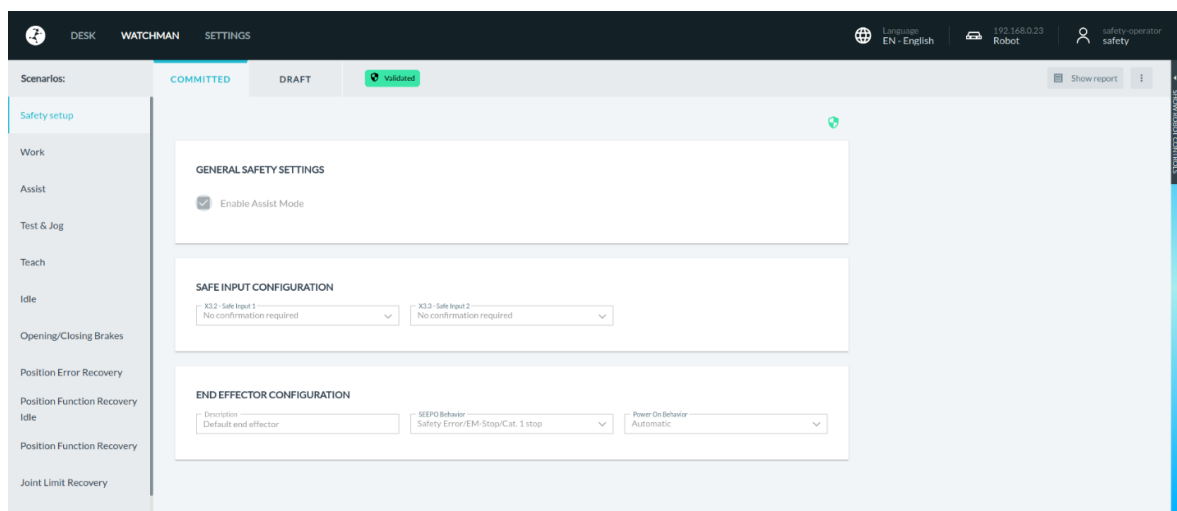 DESK
WATCHMAN
SETTINGS
Language
EN - English
192.168.0.23
Robot
safety-operator
safety
Scenarios:
COMMITTED
DRAFT
Validated
Show report
SHOW ROBOT CONTROLS
Safety setup
Work
Assist
Test & Jog
Teach
Idle
Opening/Closing Brakes
Position Error Recovery
Position Function Recovery
Idle
Position Function Recovery
Joint Limit Recovery
GENERAL SAFETY SETTINGS
Enable Assist Mode
SAFE INPUT CONFIGURATION
X3.2 - Safe Input 1
No confirmation required
X3.3 - Safe Input 2
No confirmation required
END EFFECTOR CONFIGURATION
Description
Default end effector
SEEPO Behavior
Safety Error/EM-Stop/Cat. 1 stop
Power On Behavior
Automatic